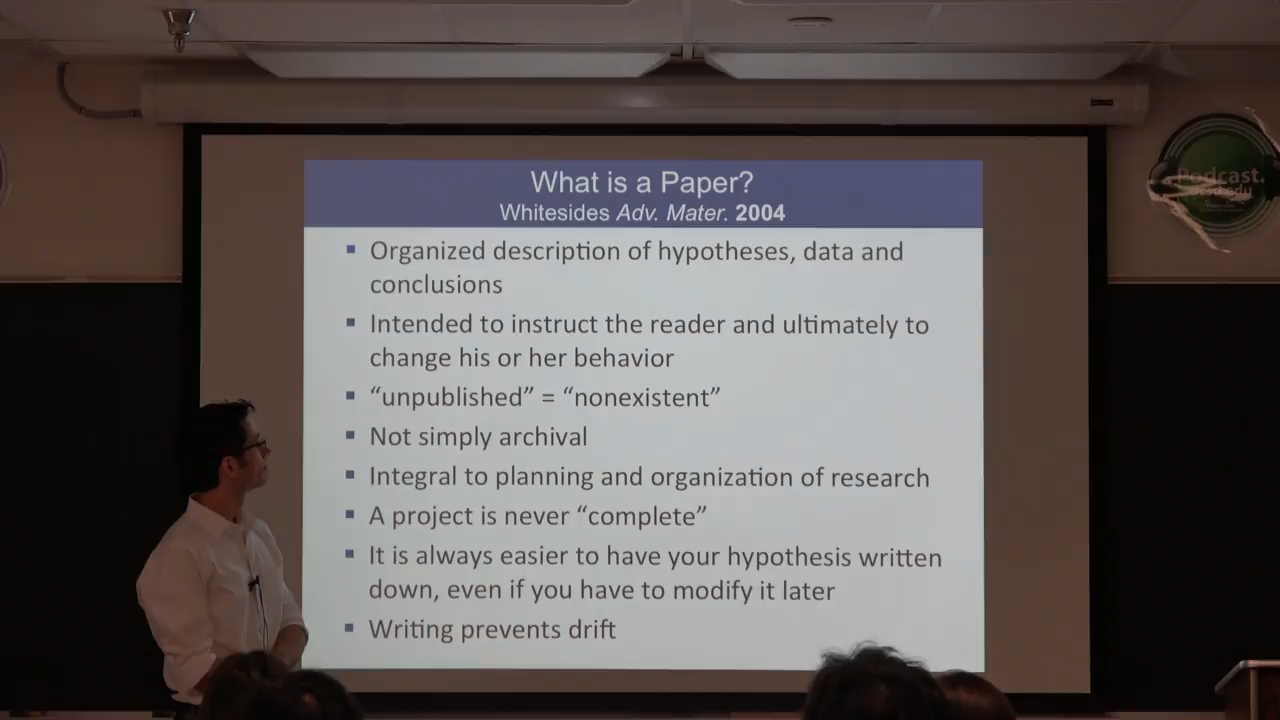 What is a Paper?
Whitesides Adv. Mater. 2004
Organized description of hypotheses, data and
conclusions
Intended to instruct the reader and ultimately to
change his or her behavior
“unpublished” = “nonexistent”
Not simply archival
Integral to planning and organization of research
A project is never “complete”
It is always easier to have your hypothesis written
down, even if you have to modify it later
Writing prevents drift
Podcast.